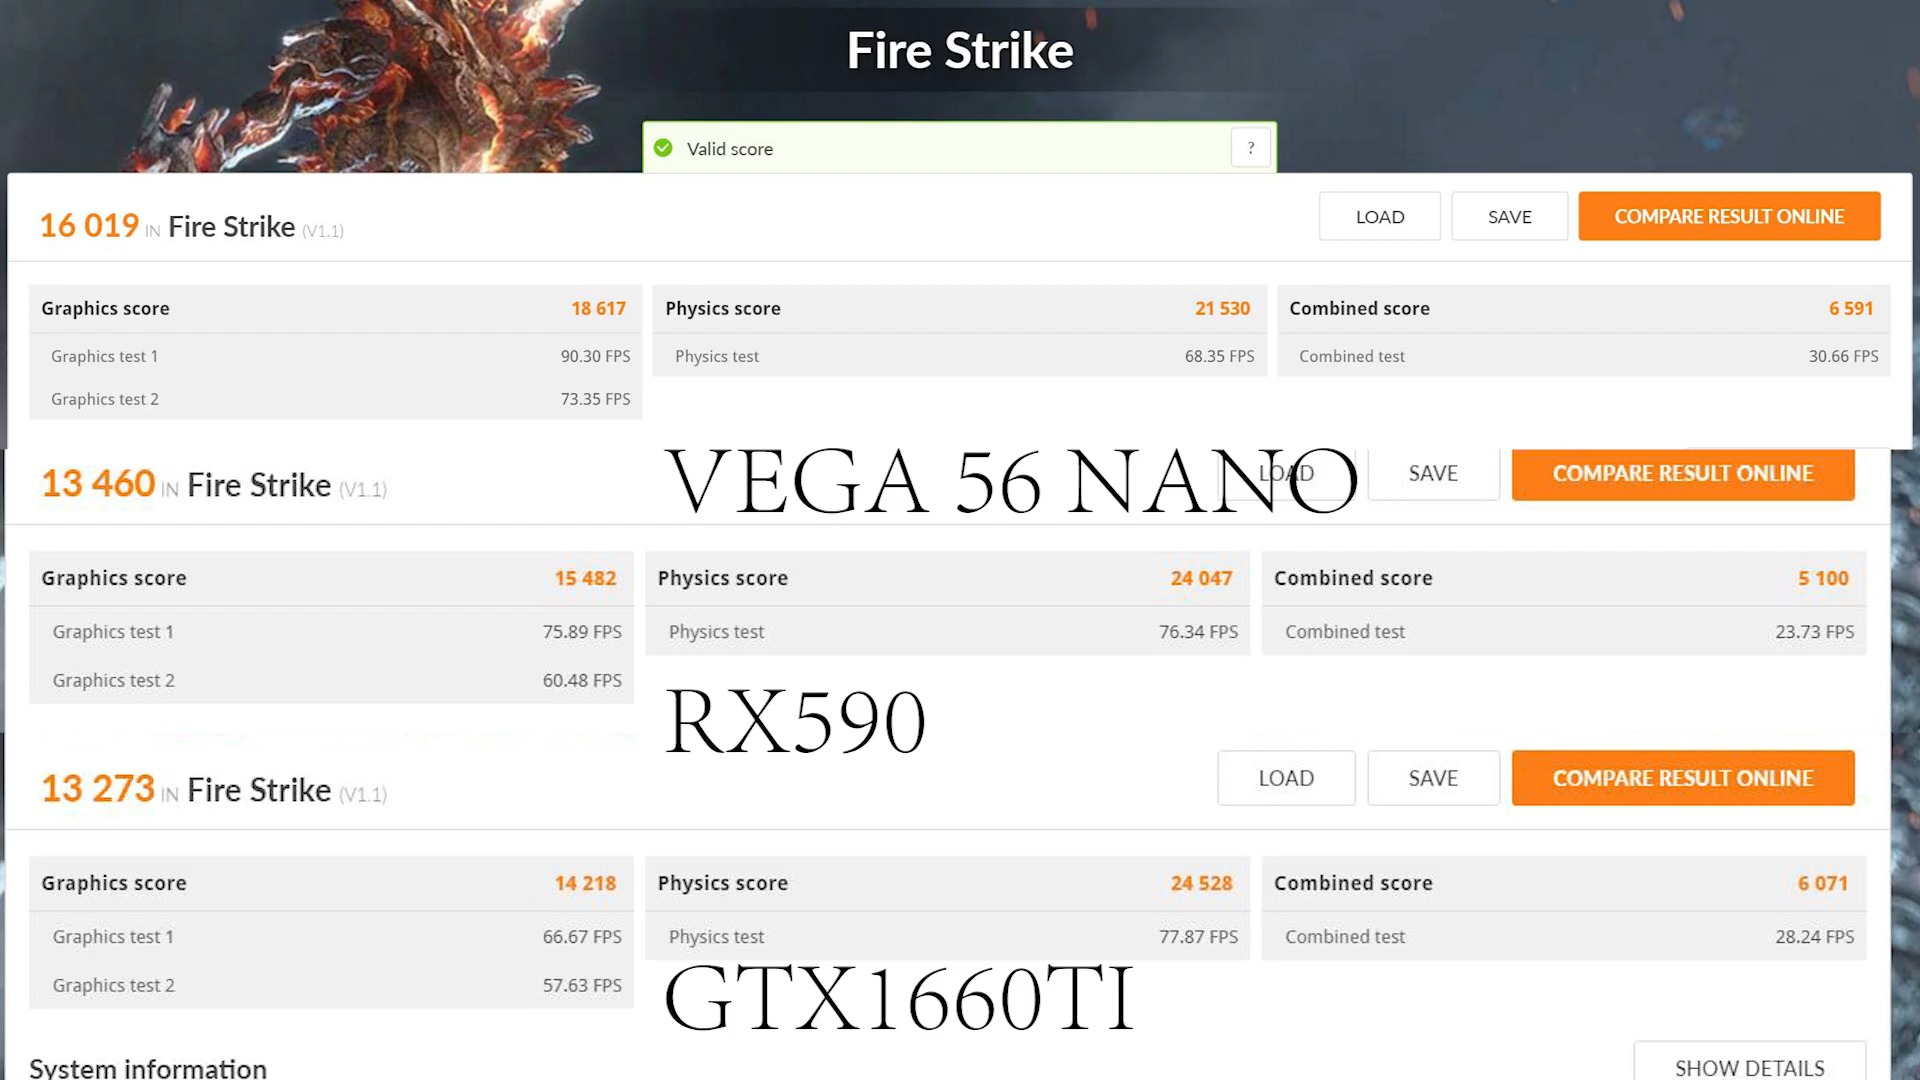 Fire Strike
Valid score
?
16 019 IN Fire Strike (V1.1)
LOAD
SAVE
COMPARE RESULT ONLINE
Graphics score 18 617
Graphics test 1 90.30 FPS
Graphics test 2 73.35 FPS
Physics score 21 530
Physics test 68.35 FPS
Combined score 6 591
Combined test 30.66 FPS
VEGA 56 NANO
13 460 IN Fire Strike (V1.1)
LOAD
SAVE
COMPARE RESULT ONLINE
Graphics score 15 482
Graphics test 1 75.89 FPS
Graphics test 2 60.48 FPS
Physics score 24 047
Physics test 76.34 FPS
Combined score 5 100
Combined test 23.73 FPS
RX590
13 273 IN Fire Strike (V1.1)
LOAD
SAVE
COMPARE RESULT ONLINE
Graphics score 14 218
Graphics test 1 66.67 FPS
Graphics test 2 57.63 FPS
Physics score 24 528
Physics test 77.87 FPS
Combined score 6 071
Combined test 28.24 FPS
GTX1660TI
System information
SHOW DETAILS